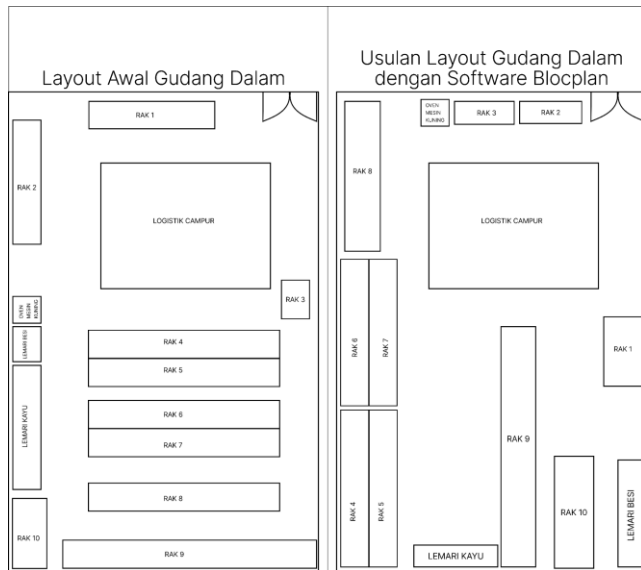 Layout Awal Gudang Dalam
RAK 1
RAK 2
LOGISTIK CAMPUR
RAK 3
OVEN
MESIN
KUNING
LEMARI BESI
RAK 4
RAK 5
LEMARI KAYU
RAK 6
RAK 7
RAK 8
RAK 10
RAK 9
Usulan Layout Gudang Dalam
dengan Software Blocplan
OVEN
MESIN
KUNING
RAK 3
RAK 2
RAK 8
LOGISTIK CAMPUR
RAK 6
RAK 7
RAK 1
RAK 9
RAK 4
RAK 5
RAK 10
LEMARI BESI
LEMARI KAYU